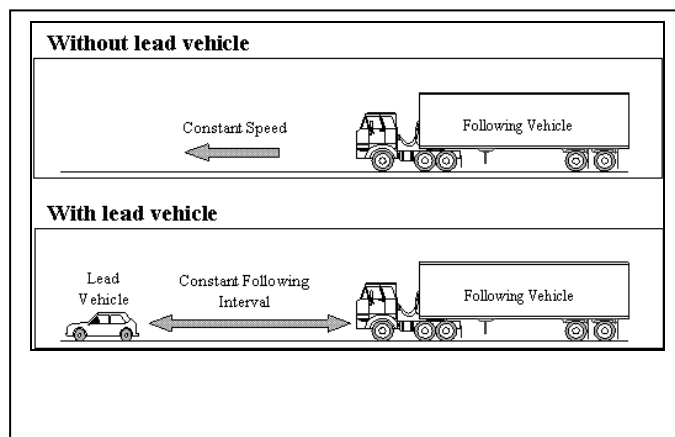 Without lead vehicle
Constant Speed
Following Vehicle
With lead vehicle
Lead
Vehicle
Constant Following
Interval
Following Vehicle